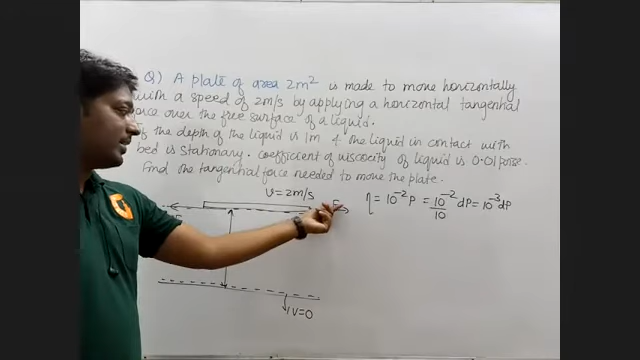 Q) A plate of area 2m² is made to move horizontally
with a speed of 2m/s by applying a horizontal tangential
force over the free surface of a liquid.
If the depth of the liquid is 1m & the liquid in contact with
bed is stationary. coefficient of viscosity of liquid is 0.01 poise.
Find the tangential force needed to move the plate.
V = 2m/s
F
η = 10⁻² P = 10⁻²/10 dP = 10⁻³ dP
V=0